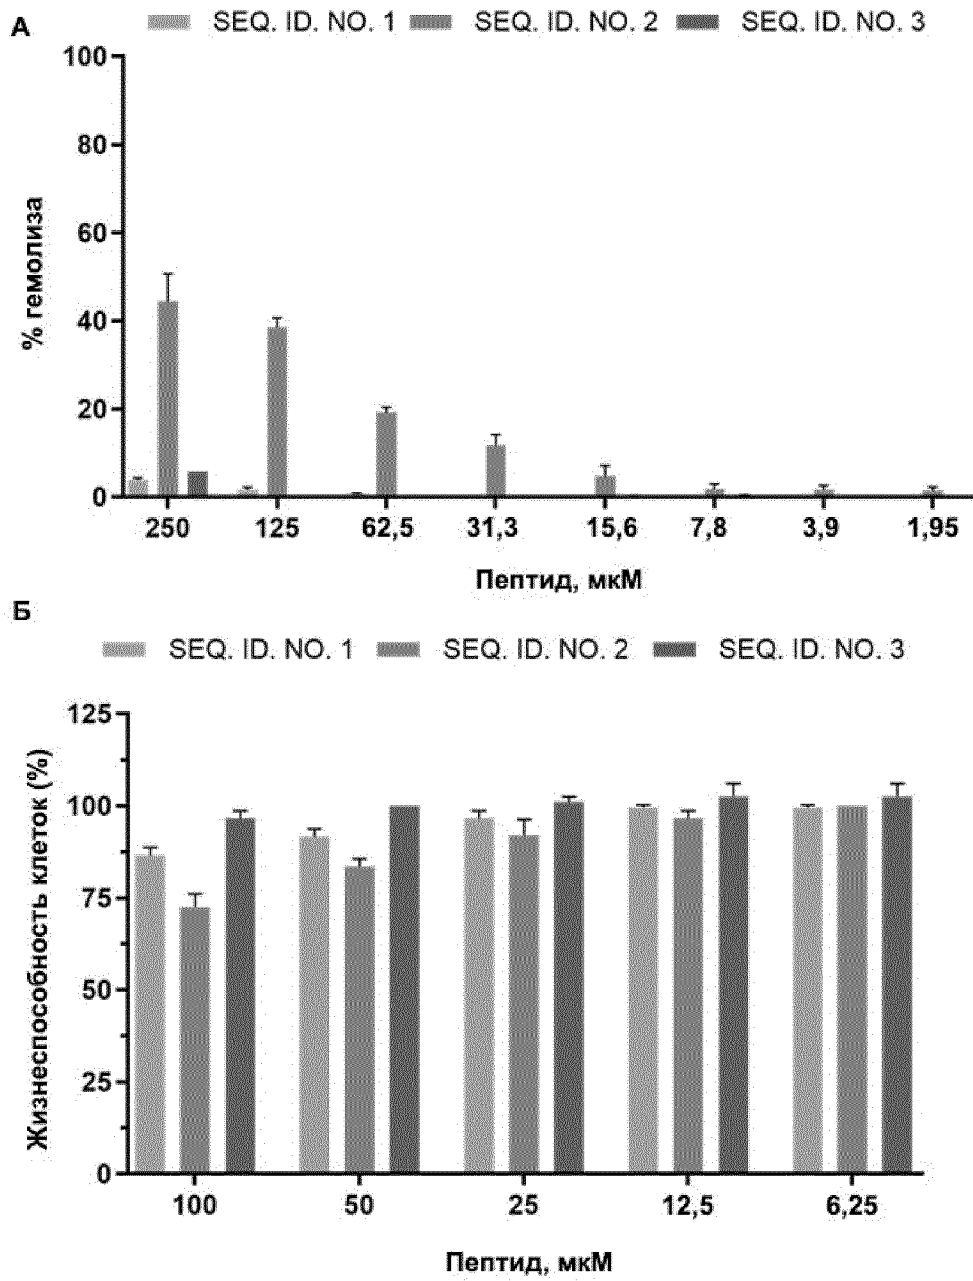 А
SEQ. ID. NO. 1 SEQ. ID. NO. 2 SEQ. ID. NO. 3
% гемолиза
100
80
60
40
20
0
250 125 62,5 31,3 15,6 7,8 3,9 1,95
Пептид, мкМ
Б
SEQ. ID. NO. 1 SEQ. ID. NO. 2 SEQ. ID. NO. 3
Жизнеспособность клеток (%)
125
100
75
50
25
0
100 50 25 12,5 6,25
Пептид, мкМ